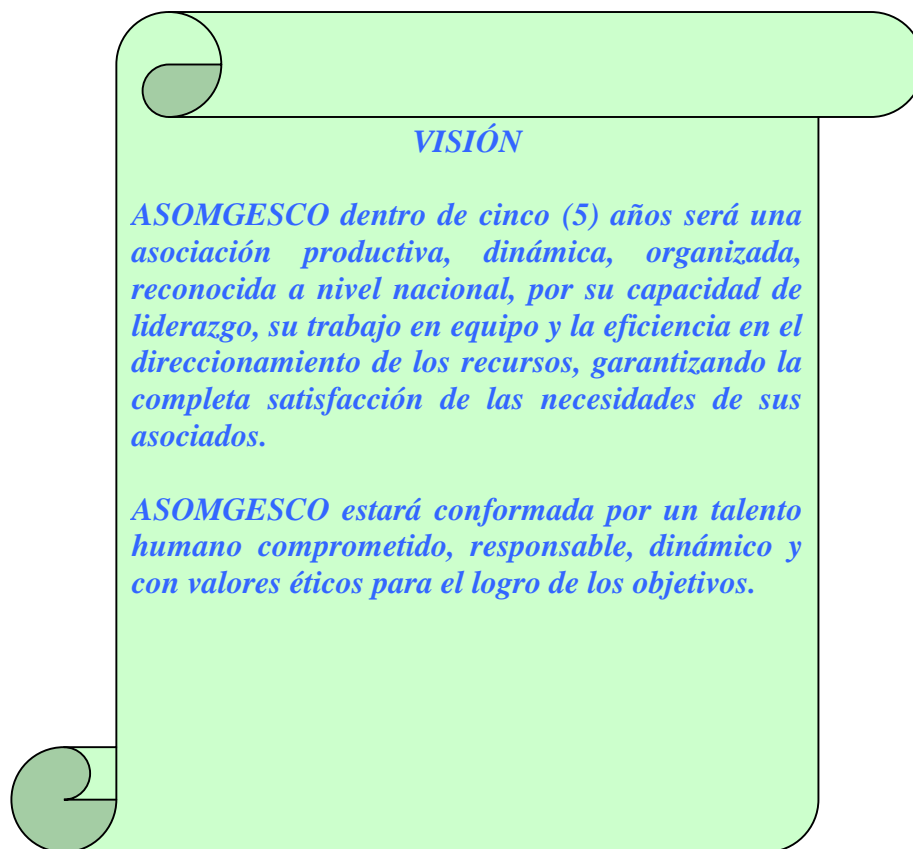 VISIÓN
ASOMGESCO dentro de cinco (5) años será una
asociación productiva, dinámica, organizada,
reconocida a nivel nacional, por su capacidad de
liderazgo, su trabajo en equipo y la eficiencia en el
direccionamiento de los recursos, garantizando la
completa satisfacción de las necesidades de sus
asociados.
ASOMGESCO estará conformada por un talento
humano comprometido, responsable, dinámico y
con valores éticos para el logro de los objetivos.